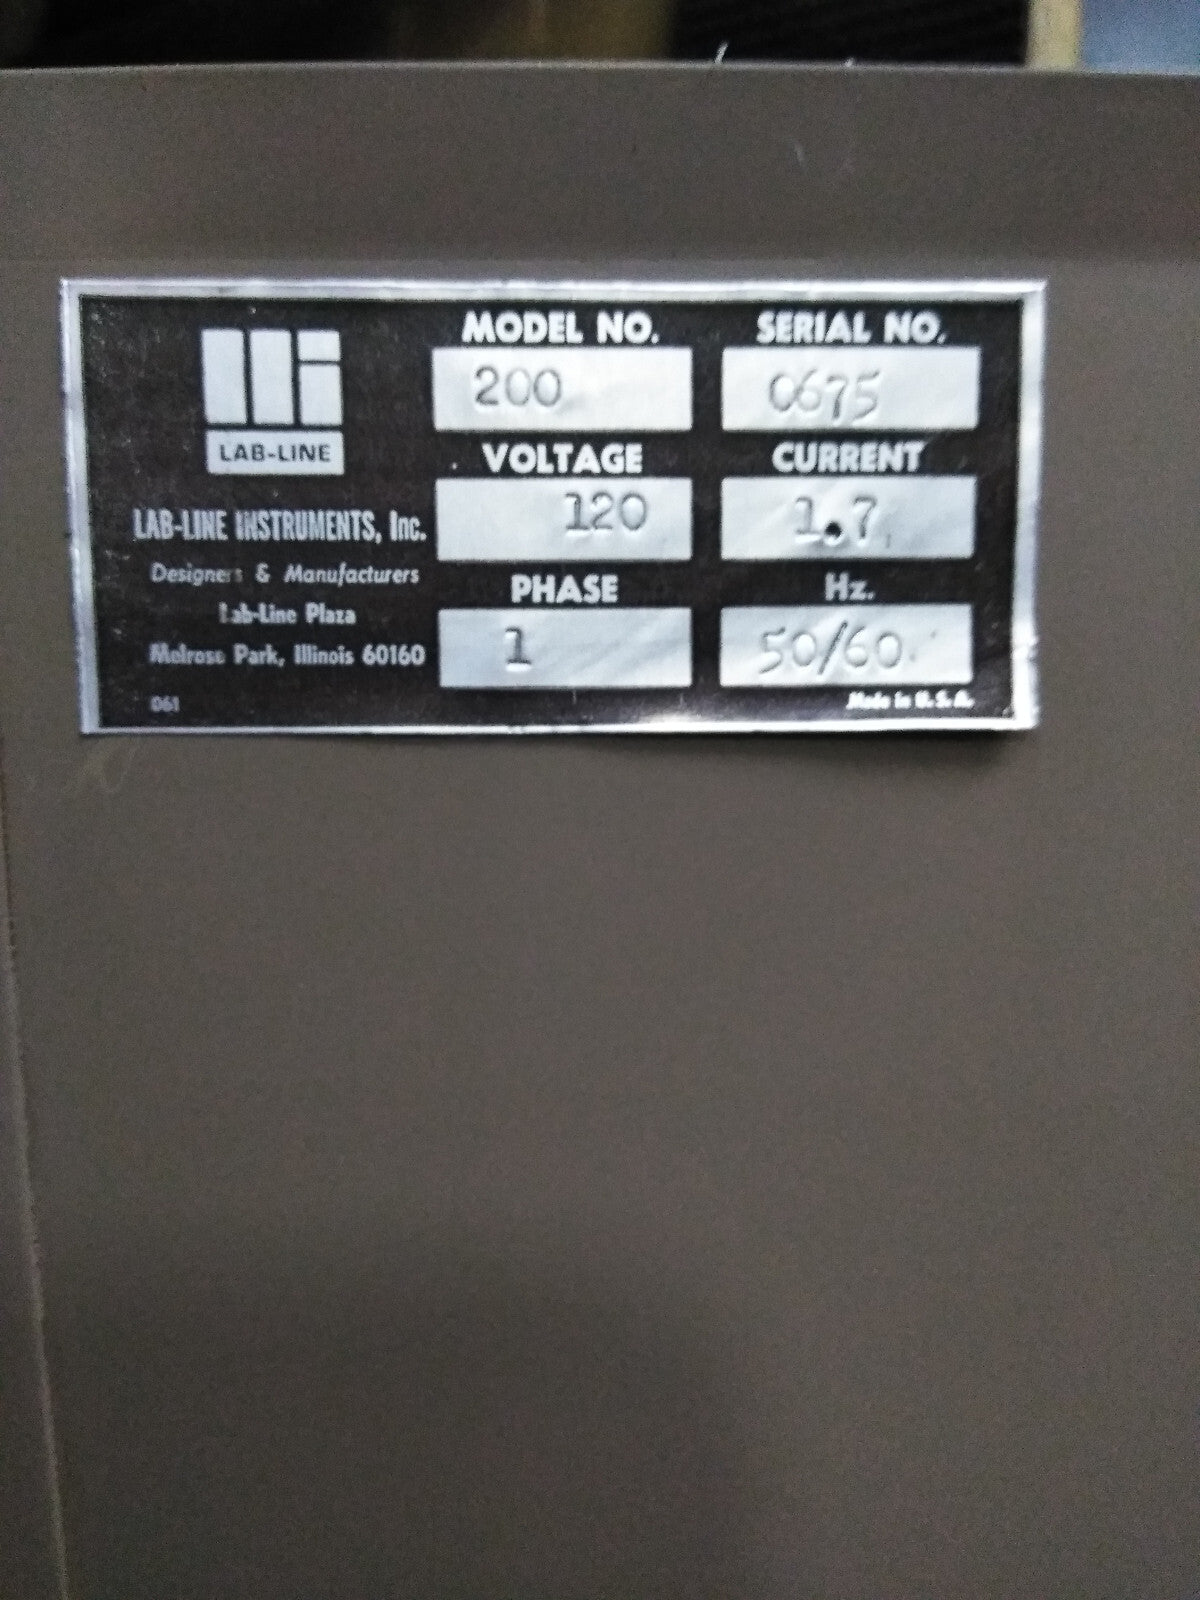 LAB-LINE
LAB-LINE INSTRUMENTS, Inc.
Designers & Manufacturers
Lab-Line Plaza
Melrose Park, Illinois 60160
061
MODEL NO.
200
SERIAL NO.
0675
VOLTAGE
120
CURRENT
1.7
PHASE
1
Hz.
50/60
Made in U.S.A.